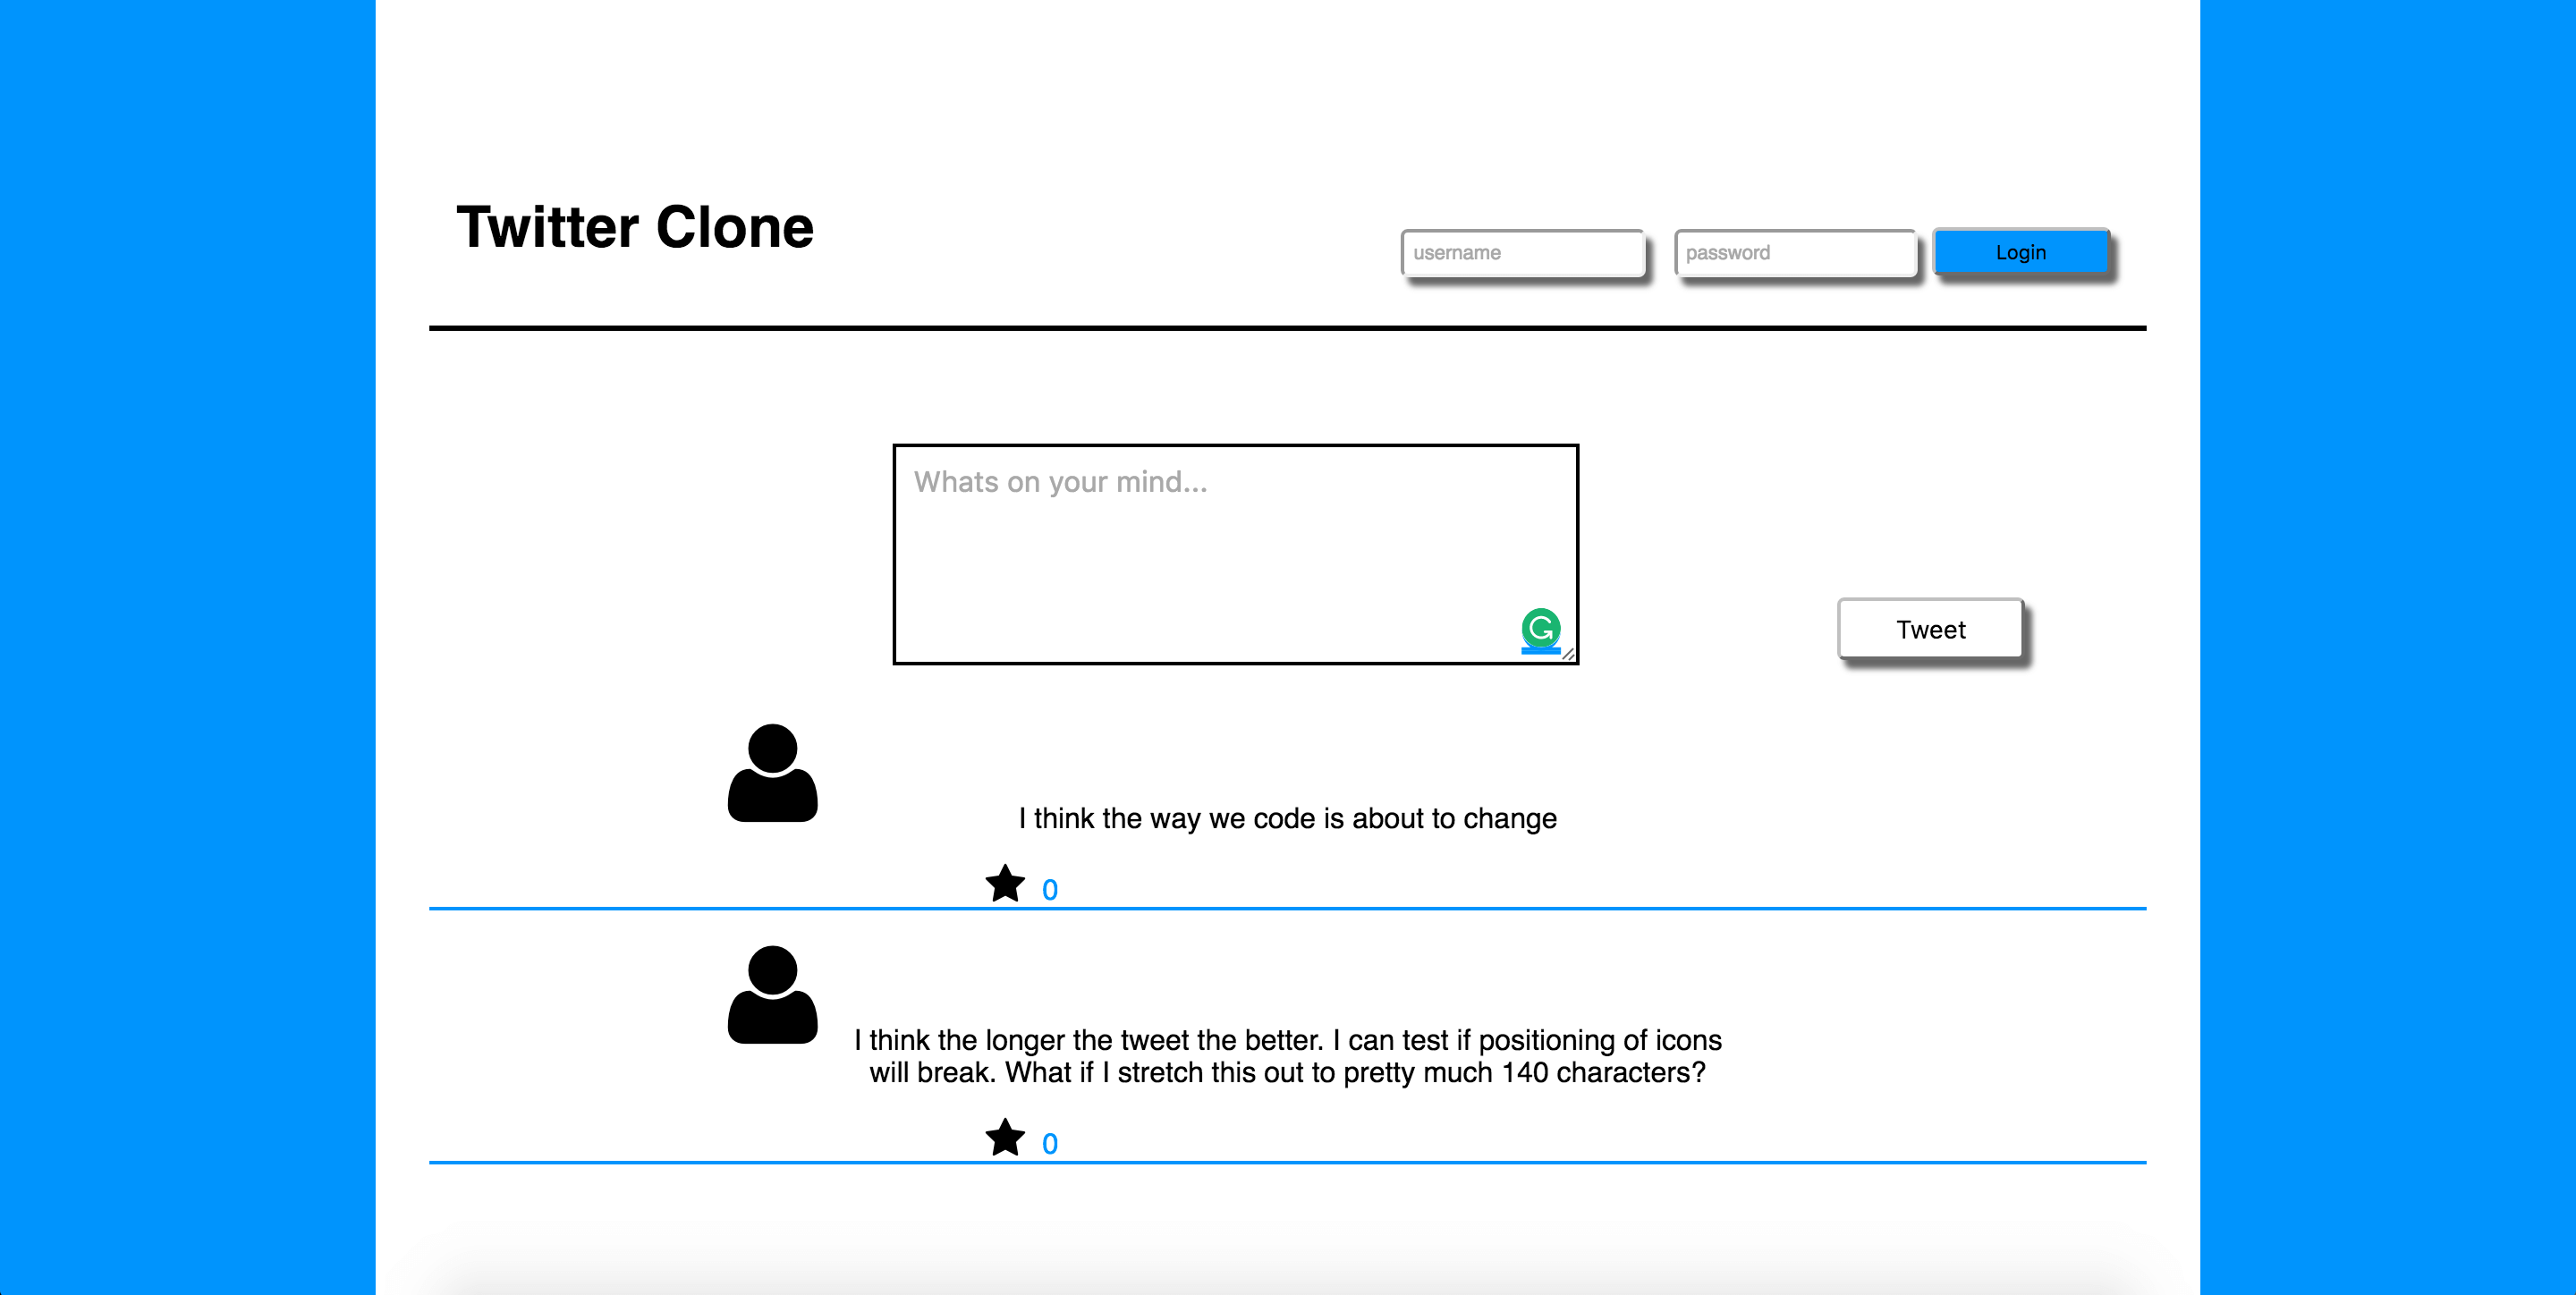 Twitter Clone
username
password
Login
Whats on your mind...
Tweet
I think the way we code is about to change
0
I think the longer the tweet the better. I can test if positioning of icons
will break. What if I stretch this out to pretty much 140 characters?
0